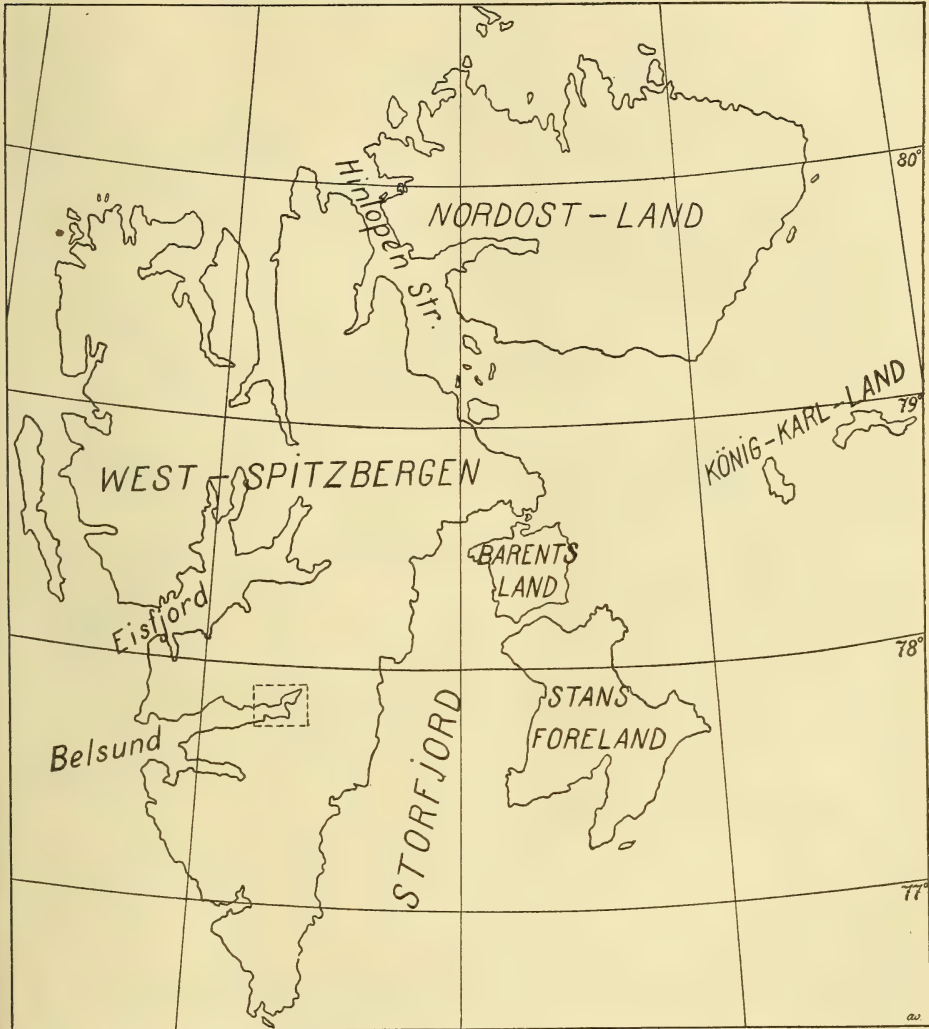 80°
Hinlopen Str.
NORDOST-LAND
79°
KÖNIG-KARL-LAND
WEST-SPITZBERGEN
BARENTS
LAND
Eisfjord
78°
STANS
FORELAND
Belsund
STORFJORD
77°
av.